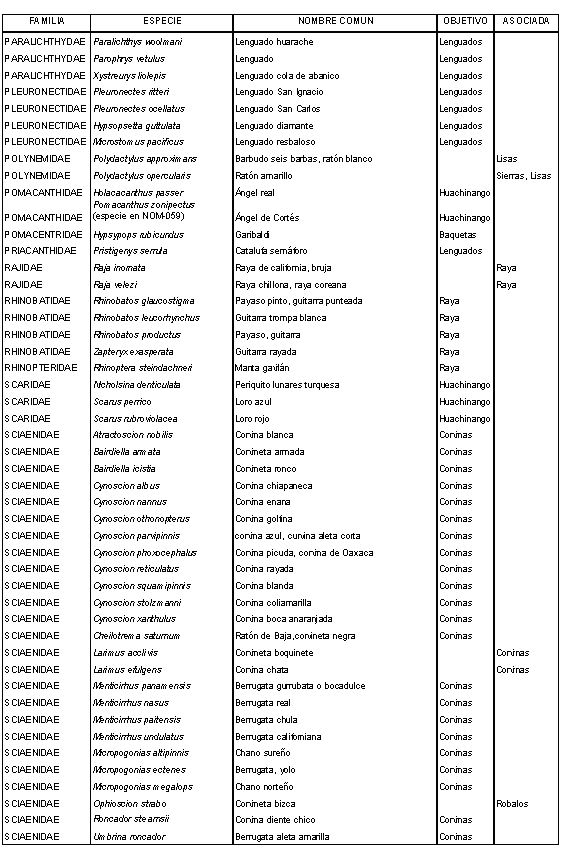 FAMILIA ESPECIE NOMBRE COMUN OBJETIVO ASOCIADA
PARALICHTHYDAE Paralichthys woolmani Lenguado huarache Lenguados
PARALICHTHYDAE Parophrys vetulus Lenguado Lenguados
PARALICHTHYDAE Xystreurys liolepis Lenguado cola de abanico Lenguados
PLEURONECTIDAE Pleuronectes ritteri Lenguado San Ignacio Lenguados
PLEURONECTIDAE Pleuronectes ocellatus Lenguado San Carlos Lenguados
PLEURONECTIDAE Hypsopsetta guttulata Lenguado diamante Lenguados
PLEURONECTIDAE Microstomus pacificus Lenguado resbaloso Lenguados
POLYNEMIDAE Polydactylus approximans Barbudo seis barbas, ratón blanco Lisas
POLYNEMIDAE Polydactylus opercularis Ratón amarillo Sierras, Lisas
POMACANTHIDAE Holacacanthus passer Ángel real Huachinango
Pomacanthus zonipectus
POMACANTHIDAE (especie en NOM-059) Ángel de Cortés Huachinango
POMACENTRIDAE Hypsypops rubicundus Garibaldi Baquetas
PRIACANTHIDAE Pristigenys serrula Catalufa semáforo Lenguados
RAJIDAE Raja inornata Raya de california, bruja Raya
RAJIDAE Raja velezi Raya chillona, raya coreana Raya
RHINOBATIDAE Rhinobatos glaucostigma Payaso pinto, guitarra punteada Raya
RHINOBATIDAE Rhinobatos leucorhynchus Guitarra trompa blanca Raya
RHINOBATIDAE Rhinobatos productus Payaso, guitarra Raya
RHINOBATIDAE Zapteryx exasperata Guitarra rayada Raya
RHINOPTERIDAE Rhinoptera steindachneri Manta gavilán Raya
SCARIDAE Nicholsina denticulata Periquito lunares turquesa Huachinango
SCARIDAE Scarus perrico Loro azul Huachinango
SCARIDAE Scarus rubroviolacea Loro rojo Huachinango
SCIAENIDAE Atractoscion nobilis Corvina blanca Corvinas
SCIAENIDAE Bairdiella armata Corvineta armada Corvinas
SCIAENIDAE Bairdiella icistia Corvineta ronco Corvinas
SCIAENIDAE Cynoscion albus Corvina chiapaneca Corvinas
SCIAENIDAE Cynoscion nannus Corvina enana Corvinas
SCIAENIDAE Cynoscion othonopterus Corvina golfina Corvinas
SCIAENIDAE Cynoscion parvipinnis corvina azul, curvina aleta corta Corvinas
SCIAENIDAE Cynoscion phoxocephalus Corvina picuda, corvina de Oaxaca Corvinas
SCIAENIDAE Cynoscion reticulatus Corvina rayada Corvinas
SCIAENIDAE Cynoscion squamipinnis Corvina blanda Corvinas
SCIAENIDAE Cynoscion stolzmanni Corvina coliamarilla Corvinas
SCIAENIDAE Cynoscion xanthulus Corvina boca anaranjada Corvinas
SCIAENIDAE Cheilotrema saturnum Ratón de Baja,corvineta negra Corvinas
SCIAENIDAE Larimus acclivis Corvineta boquinete Corvinas
SCIAENIDAE Larimus efulgens Corvina chata Corvinas
SCIAENIDAE Menticirrhus panamensis Berrugata gurrubata o bocadulce Corvinas
SCIAENIDAE Menticirrhus nasus Berrugata real Corvinas
SCIAENIDAE Menticirrhus paitensis Berrugata chula Corvinas
SCIAENIDAE Menticirrhus undulatus Berrugata californiana Corvinas
SCIAENIDAE Micropogonias altipinnis Chano sureño Corvinas
SCIAENIDAE Micropogonias ectenes Berrugata, yolo Corvinas
SCIAENIDAE Micropogonias megalops Chano norteño Corvinas
SCIAENIDAE Ophioscion strabo Corvineta bizca Robalos
SCIAENIDAE Roncador stearnsii Corvina diente chico Corvinas
SCIAENIDAE Umbrina roncador Berrugata aleta amarilla Corvinas